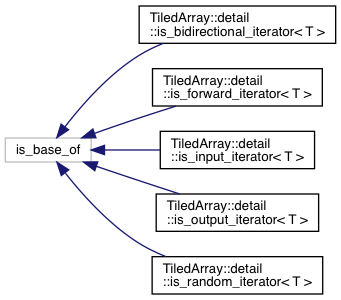 TiledArray::detail
::is_bidirectional_iterator< T >
TiledArray::detail
::is_forward_iterator< T >
is_base_of
TiledArray::detail
::is_input_iterator< T >
TiledArray::detail
::is_output_iterator< T >
TiledArray::detail
::is_random_iterator< T >